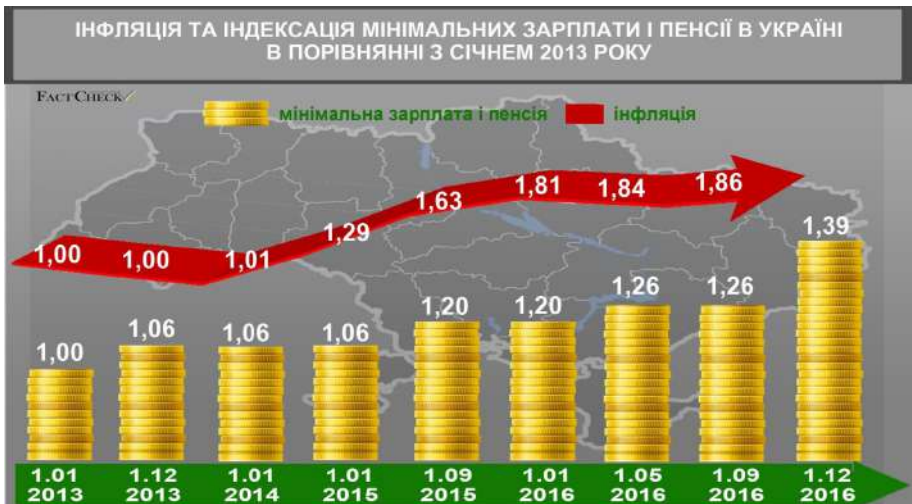 ІНФЛЯЦІЯ ТА ІНДЕКСАЦІЯ МІНІМАЛЬНИХ ЗАРПЛАТИ І ПЕНСІЇ В УКРАЇНІ
В ПОРІВНЯННІ З СІЧНЕМ 2013 РОКУ
FACTCHECK
мінімальна зарплата і пенсія інфляція
1,00 1,00 1,01 1,29 1,63 1,81 1,84 1,86
1,00 1,06 1,06 1,06 1,20 1,20 1,26 1,26 1,39
1.01 1.12 1.01 1.01 1.09 1.01 1.05 1.09 1.12
2013 2013 2014 2015 2015 2016 2016 2016 2016